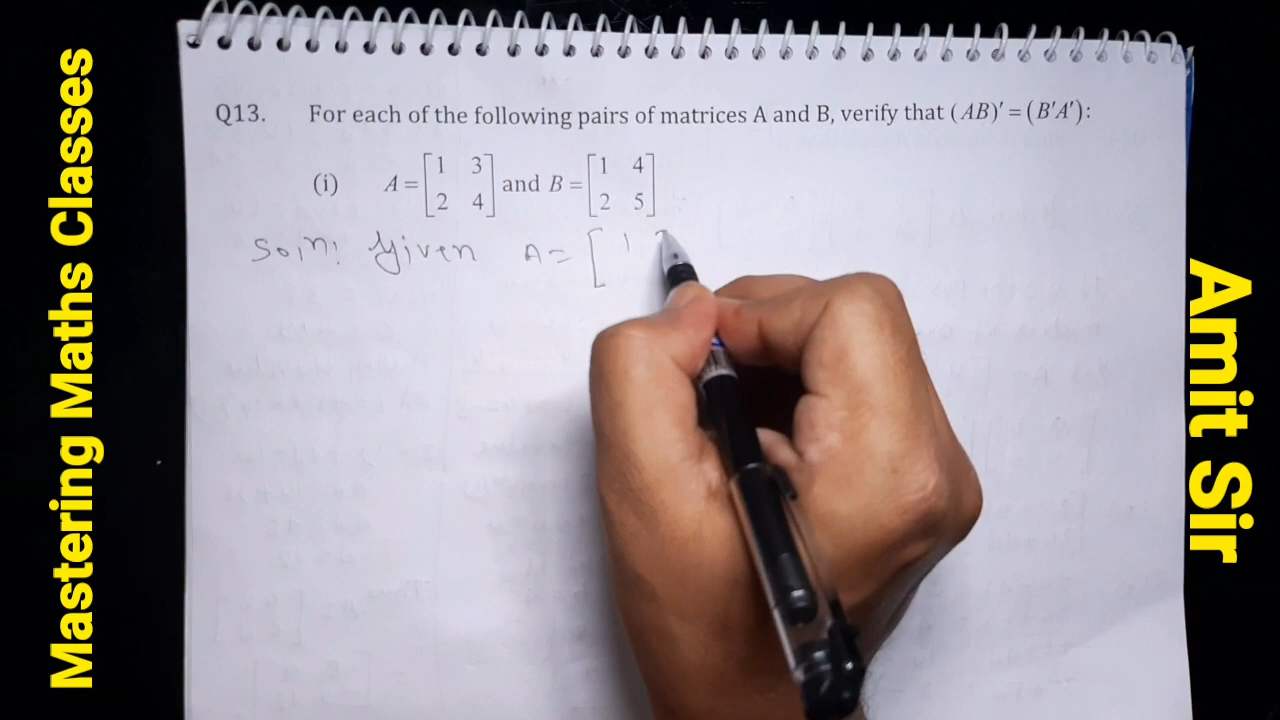 Mastering Maths Classes
Q13. For each of the following pairs of matrices A and B, verify that (AB)' = (B'A'):
(i) A = [1 3] and B = [1 4]
[2 4] [2 5]
Soln: Given A = [ 1
Amit Sir